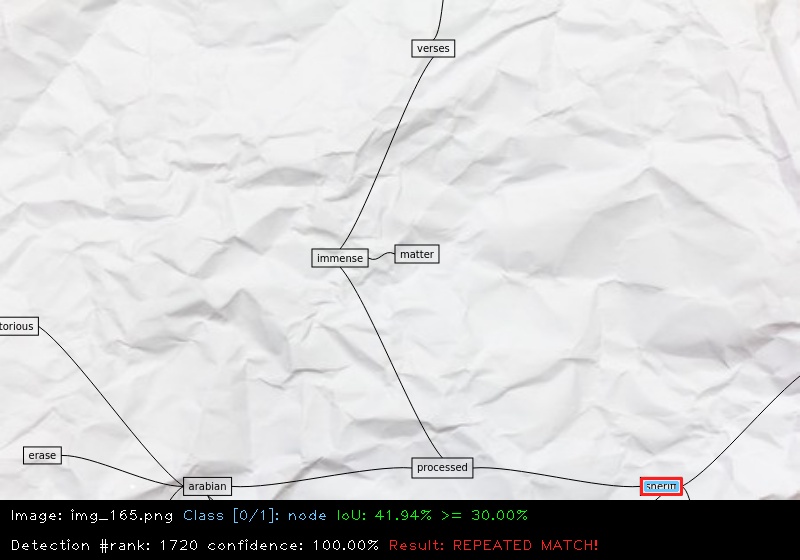 verses
immense
matter
torious
erase
processed
arabian
Image: img_165.png Class [0/1]: node IoU: 41.94% >= 30.00%
Detection #rank: 1720 confidence: 100.00% Result: REPEATED MATCH!